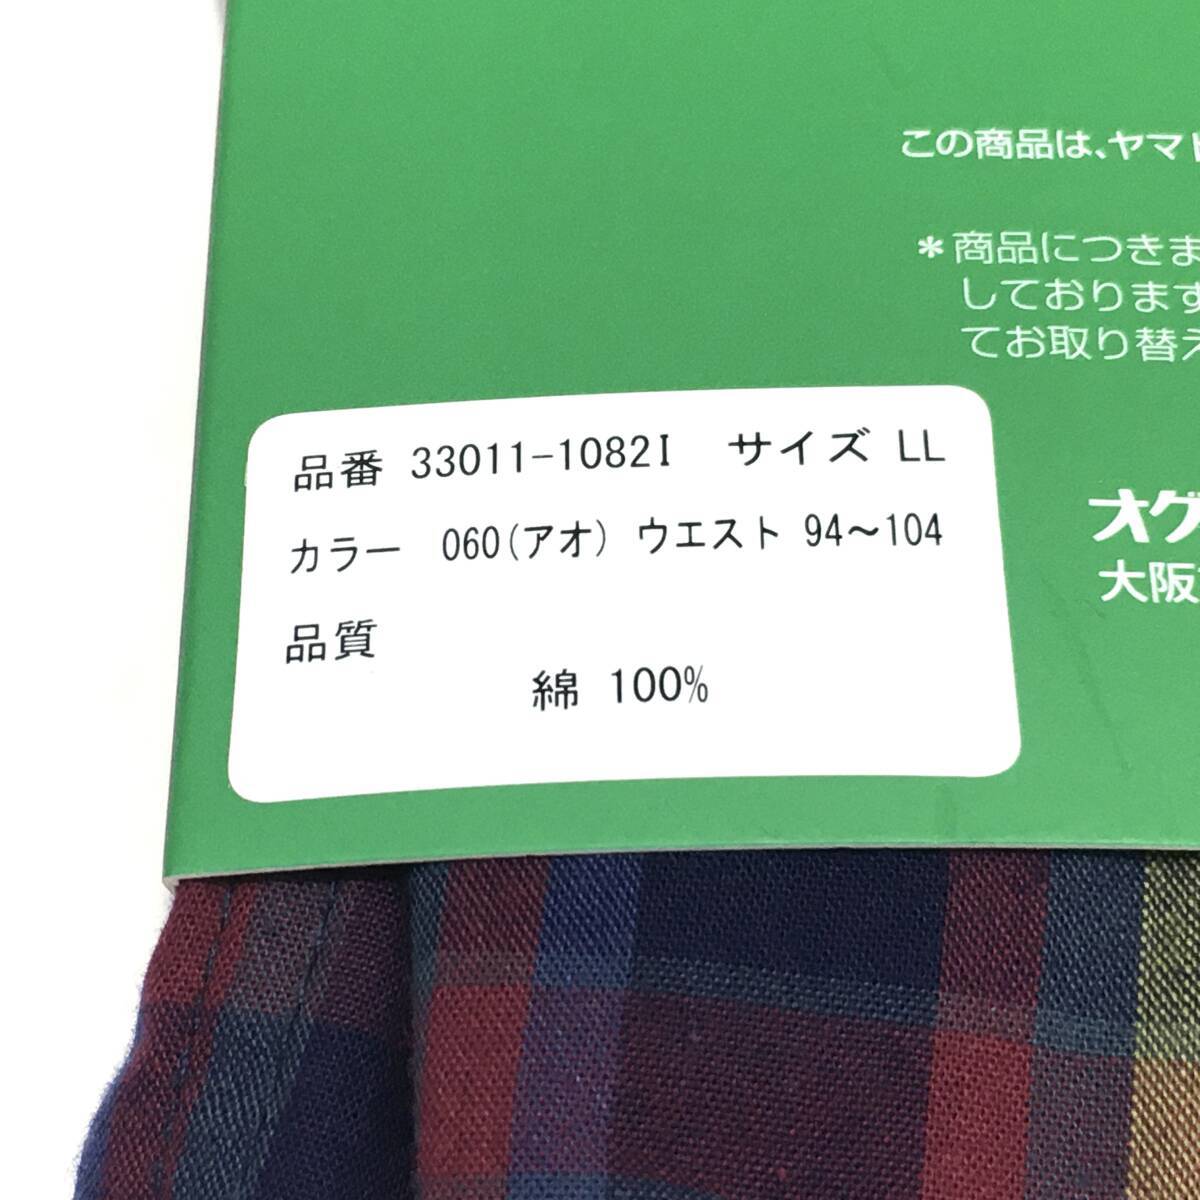 この商品は、ヤマト
*商品につきま
しております
てお取り替え
品番 33011-1082I サイズ LL
カラー 060(アオ) ウエスト 94〜104
品質
綿 100%
オグ
大阪